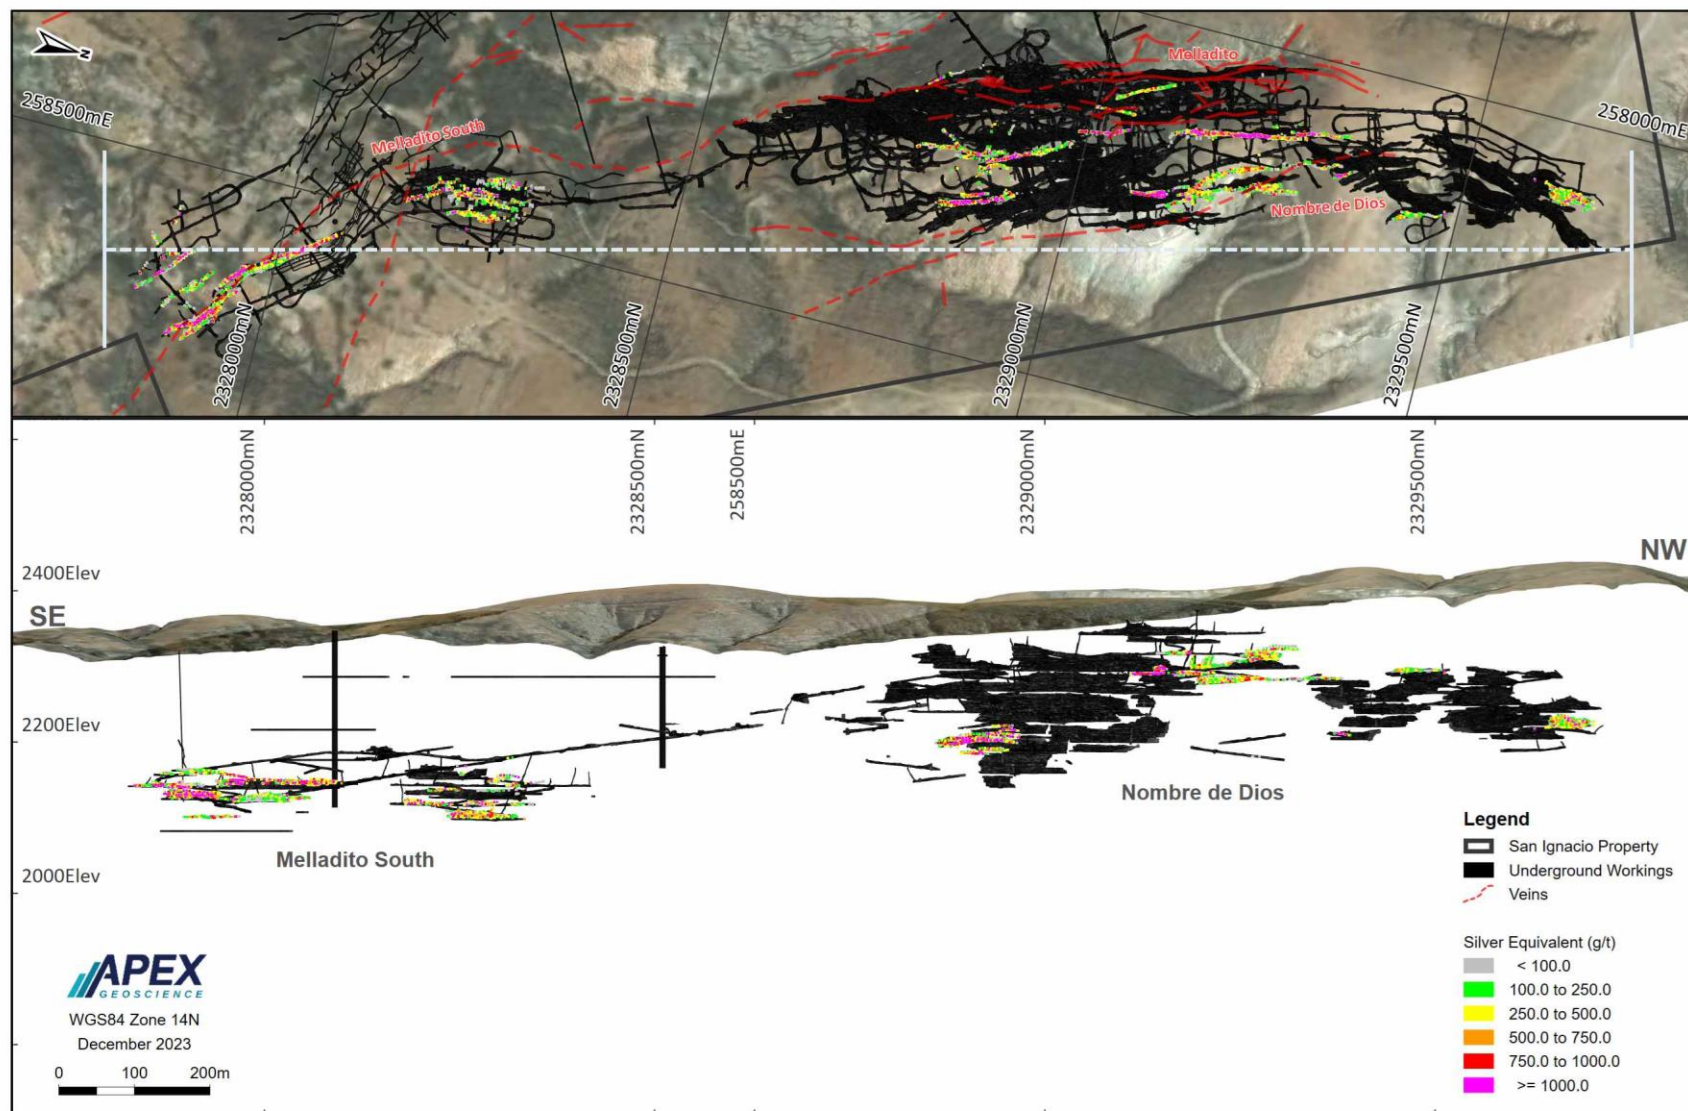 N
258500mE
Melladito South
Melladito
258000mE
Nombre de Dios
2328000mN
2328500mN
2329000mN
2329500mN
2328000mN
2328500mN
258500mE
2329000mN
2329500mN
NW
2400Elev
SE
2200Elev
Nombre de Dios
Melladito South
2000Elev
Legend
San Ignacio Property
Underground Workings
Veins
Silver Equivalent (g/t)
< 100.0
100.0 to 250.0
250.0 to 500.0
500.0 to 750.0
750.0 to 1000.0
>= 1000.0
APEX
GEOSCIENCE
WGS84 Zone 14N
December 2023
0 100 200m